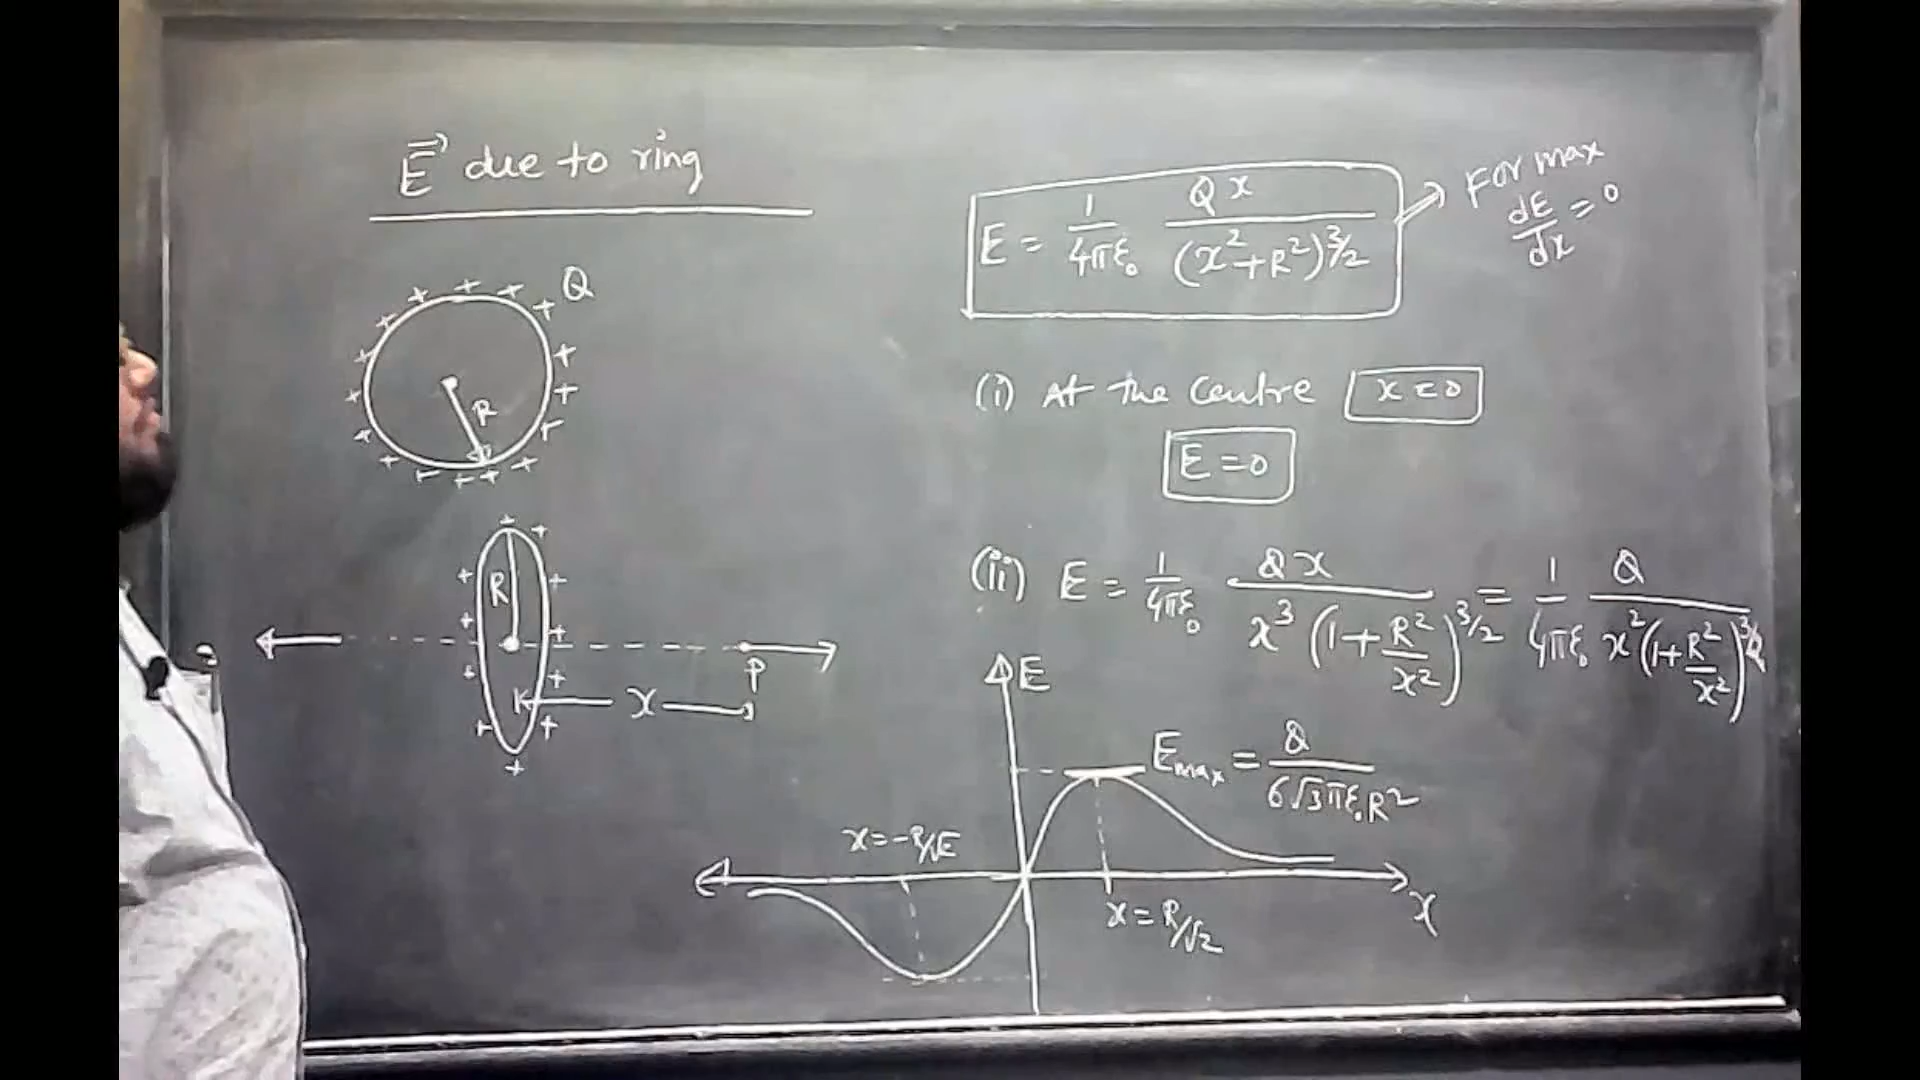 E⃗ due to ring
Q
+ + + + + + + + + + + + + + + +
R
R
+ + + + + + + + + + + +
P
x
E = 1/4πε₀ Qx/(x²+R²)^3/2
For max
dE/dx = 0
(i) At the centre x=0
E=0
(ii) E = 1/4πε₀ Qx/x³(1+R²/x²)^3/2 = 1/4πε₀ Q/x²(1+R²/x²)^3/2
E
Emax = Q/6√3πε₀R²
x=-R/√2
x=R/√2
x